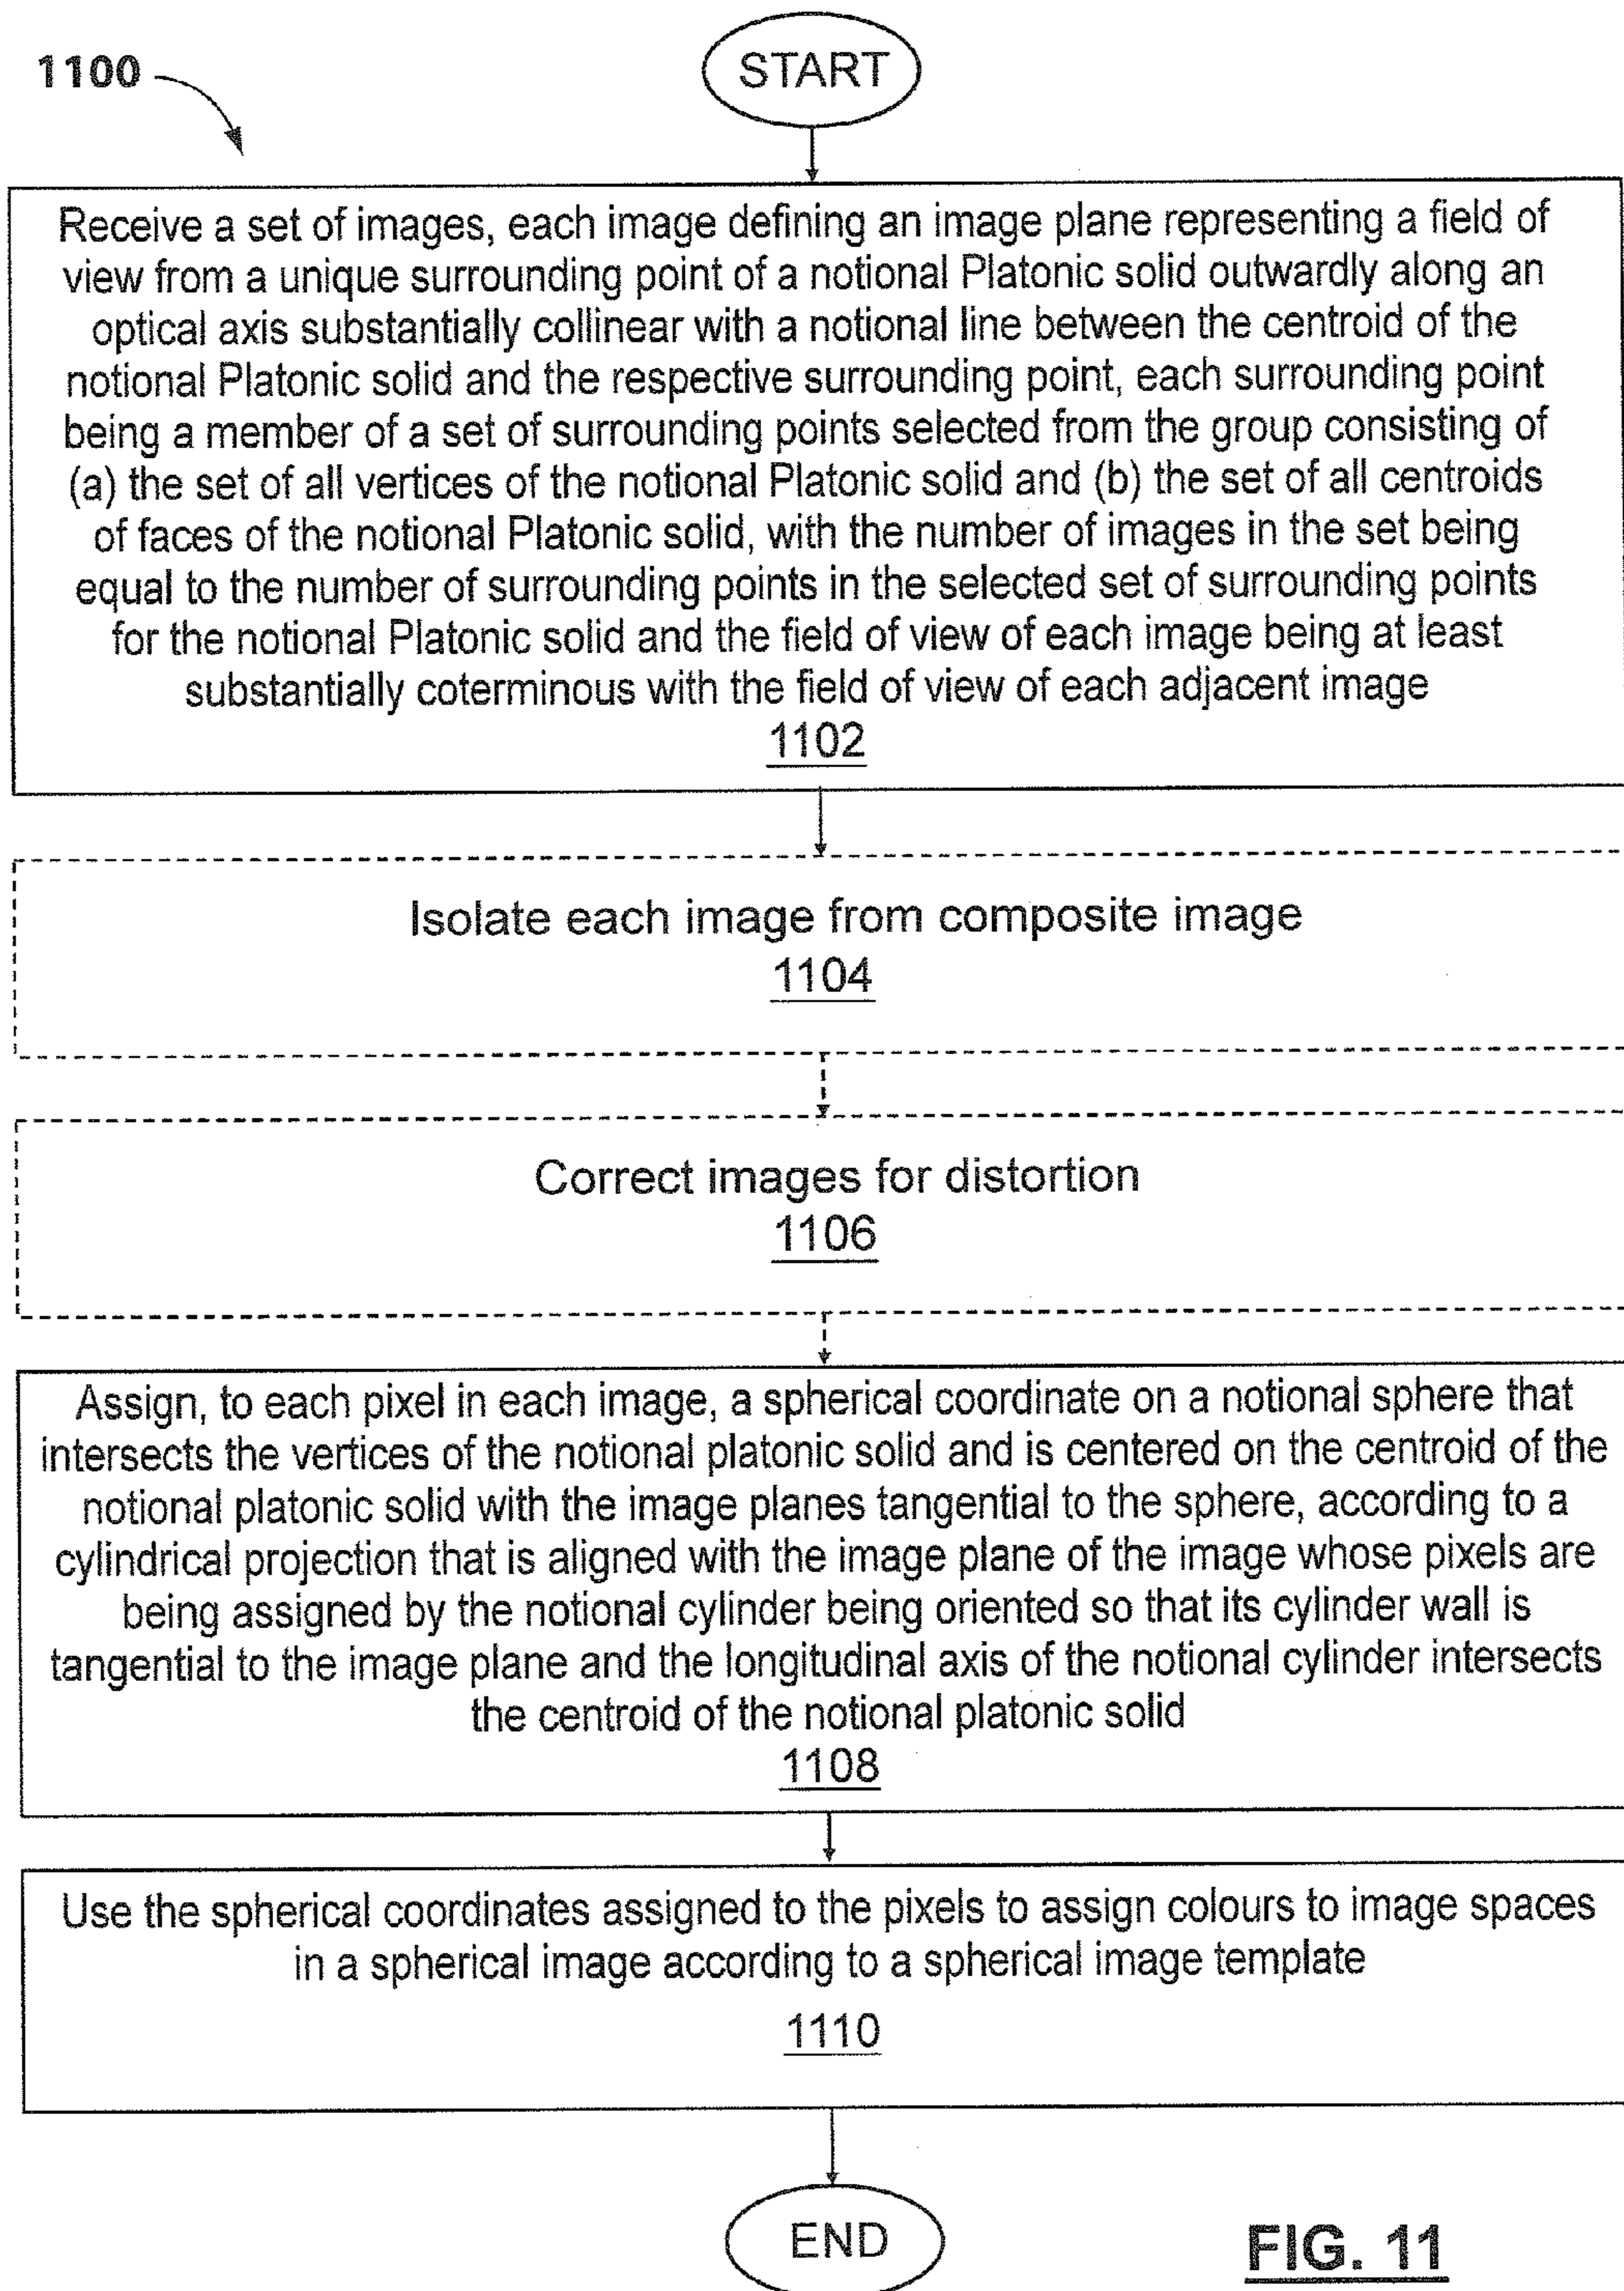 1100
START
Receive a set of images, each image defining an image plane representing a field of
view from a unique surrounding point of a notional Platonic solid outwardly along an
optical axis substantially collinear with a notional line between the centroid of the
notional Platonic solid and the respective surrounding point, each surrounding point
being a member of a set of surrounding points selected from the group consisting of
(a) the set of all vertices of the notional Platonic solid and (b) the set of all centroids
of faces of the notional Platonic solid, with the number of images in the set being
equal to the number of surrounding points in the selected set of surrounding points
for the notional Platonic solid and the field of view of each image being at least
substantially coterminous with the field of view of each adjacent image
1102
Isolate each image from composite image
1104
Correct images for distortion
1106
Assign, to each pixel in each image, a spherical coordinate on a notional sphere that
intersects the vertices of the notional platonic solid and is centered on the centroid of the
notional platonic solid with the image planes tangential to the sphere, according to a
cylindrical projection that is aligned with the image plane of the image whose pixels are
being assigned by the notional cylinder being oriented so that its cylinder wall is
tangential to the image plane and the longitudinal axis of the notional cylinder intersects
the centroid of the notional platonic solid
1108
Use the spherical coordinates assigned to the pixels to assign colours to image spaces
in a spherical image according to a spherical image template
1110
END
FIG. 11